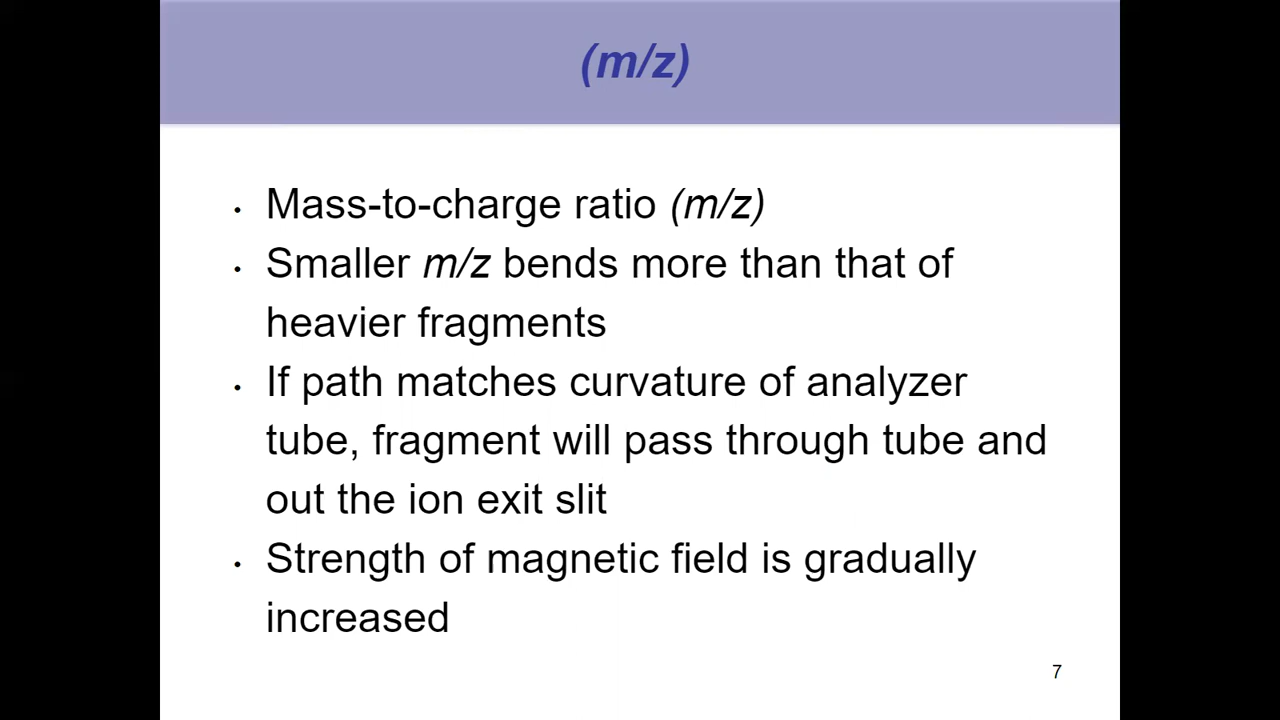 (m/z)
• Mass-to-charge ratio (m/z)
• Smaller m/z bends more than that of
heavier fragments
• If path matches curvature of analyzer
tube, fragment will pass through tube and
out the ion exit slit
• Strength of magnetic field is gradually
increased
7